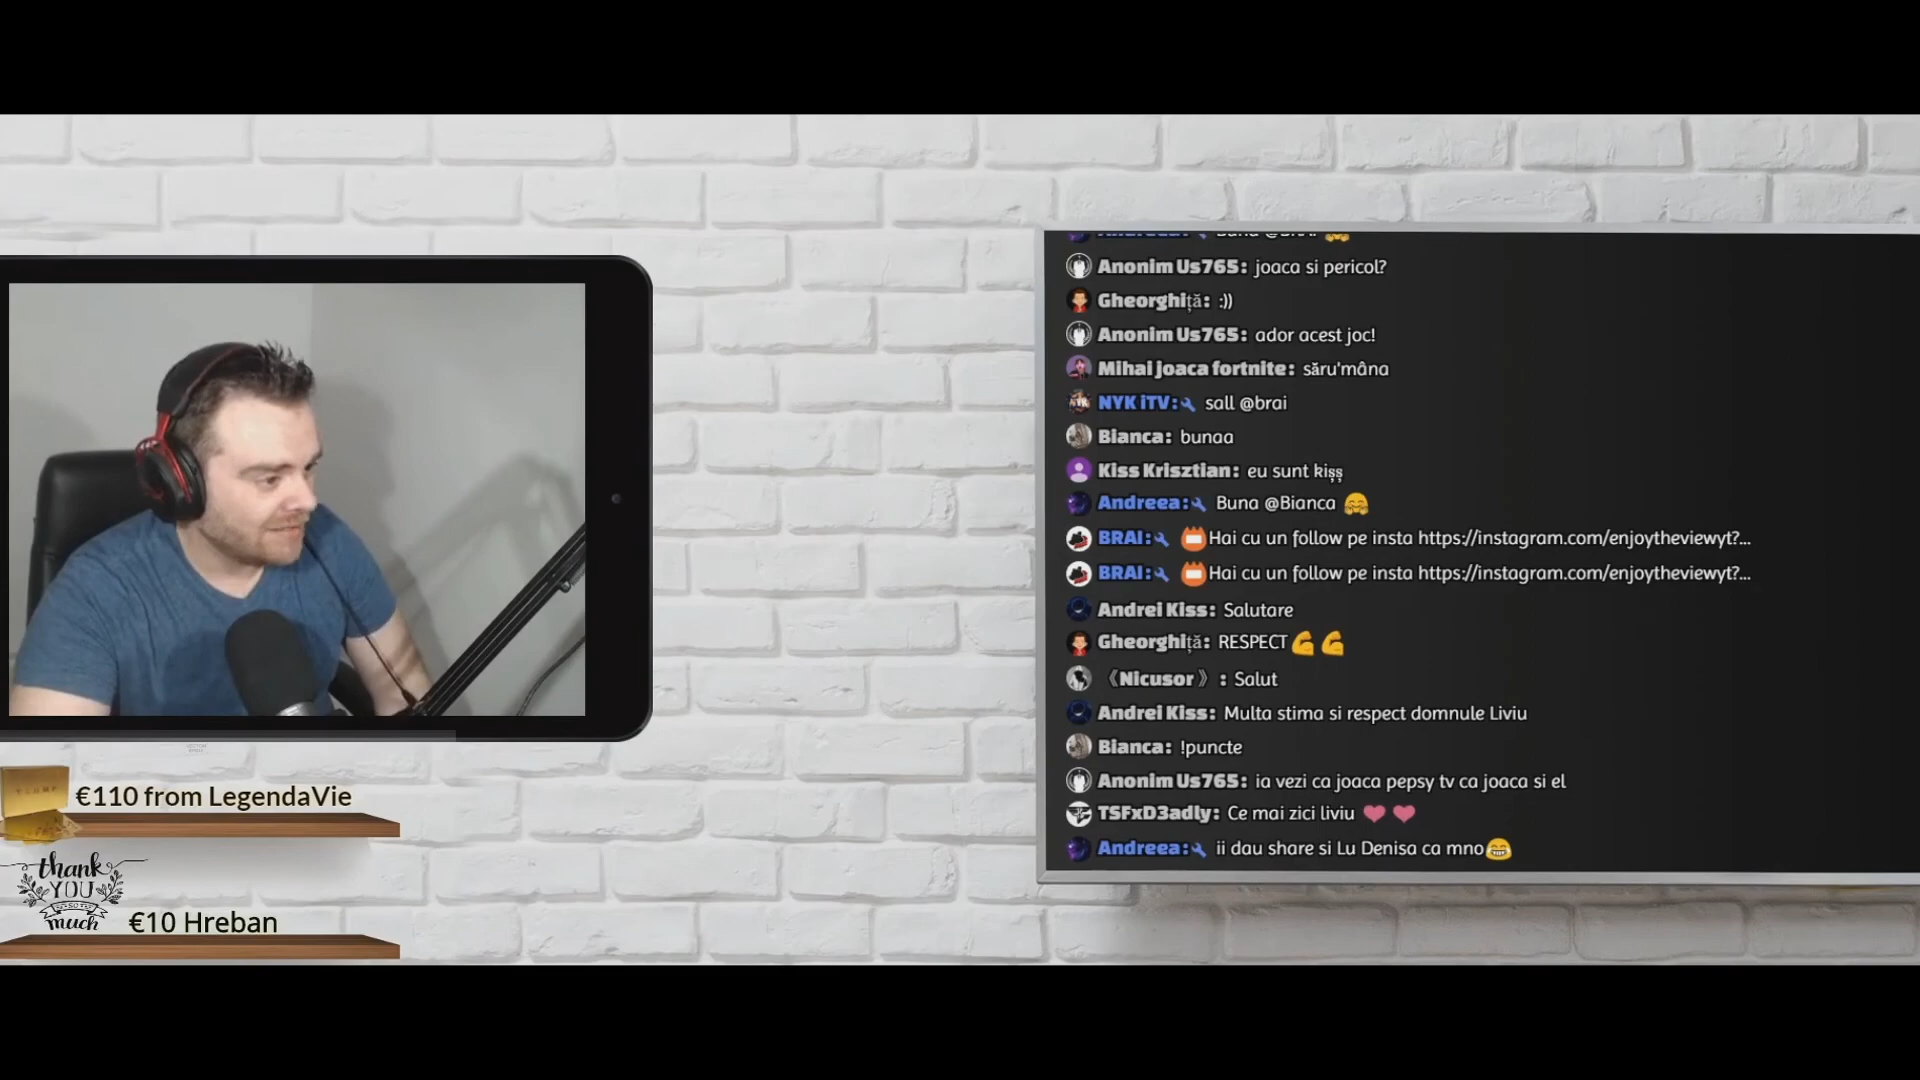 Anonim Us765: joaca si pericol?
Gheorghiță: :))
Anonim Us765: ador acest joc!
Mihai joaca fortnite: săru'mâna
NYK iTV: sall @brai
Bianca: bunaa
Kiss Krisztian: eu sunt kișș
Andreea: Buna @Bianca 🤗
BRAI: 📛Hai cu un follow pe insta https://instagram.com/enjoytheviewyt?...
BRAI: 📛Hai cu un follow pe insta https://instagram.com/enjoytheviewyt?...
Andrei Kiss: Salutare
Gheorghiță: RESPECT💪 💪
《Nicusor》: Salut
Andrei Kiss: Multa stima si respect domnule Liviu
Bianca: !puncte
Anonim Us765: ia vezi ca joaca pepsy tv ca joaca si el
TSFxD3adly: Ce mai zici liviu ❤ ❤
Andreea: ii dau share si Lu Denisa ca mno😂
€110 from LegendaVie
thank
YOU
SO
much
€10 Hreban